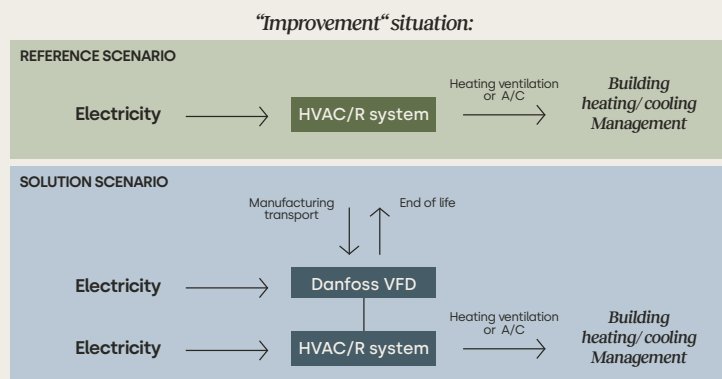 “Improvement“ situation:
REFERENCE SCENARIO
Electricity
HVAC/R system
Heating ventilation
or A/C
Building
heating/cooling
Management
SOLUTION SCENARIO
Manufacturing
transport
End of life
Electricity
Danfoss VFD
Electricity
HVAC/R system
Heating ventilation
or A/C
Building
heating/cooling
Management